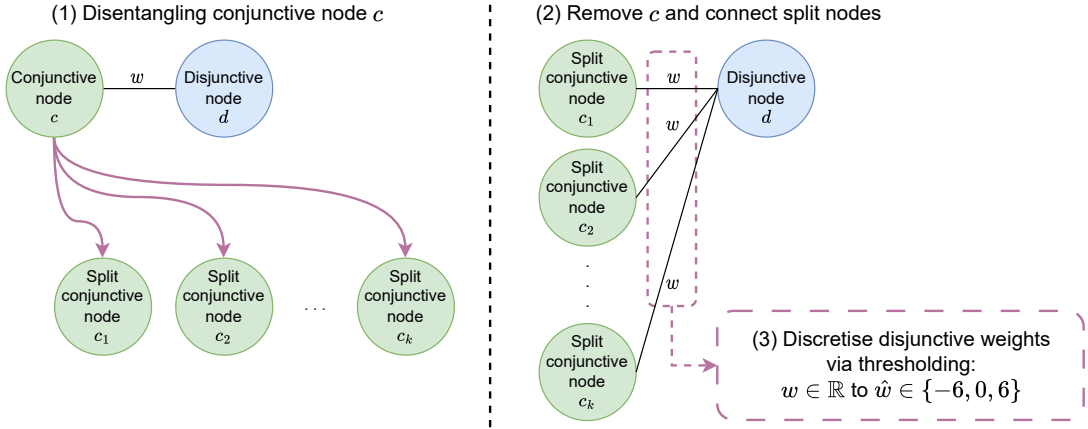 (1) Disentangling conjunctive node c
Conjunctive
node
c
w
Disjunctive
node
d
Split
conjunctive
node
c₁
Split
conjunctive
node
c₂
. . .
Split
conjunctive
node
cₖ
(2) Remove c and connect split nodes
Split
conjunctive
node
c₁
w
Disjunctive
node
d
w
Split
conjunctive
node
c₂
.
.
.
w
Split
conjunctive
node
cₖ
(3) Discretise disjunctive weights
via thresholding:
w ∈ ℝ to ŵ ∈ {−6, 0, 6}